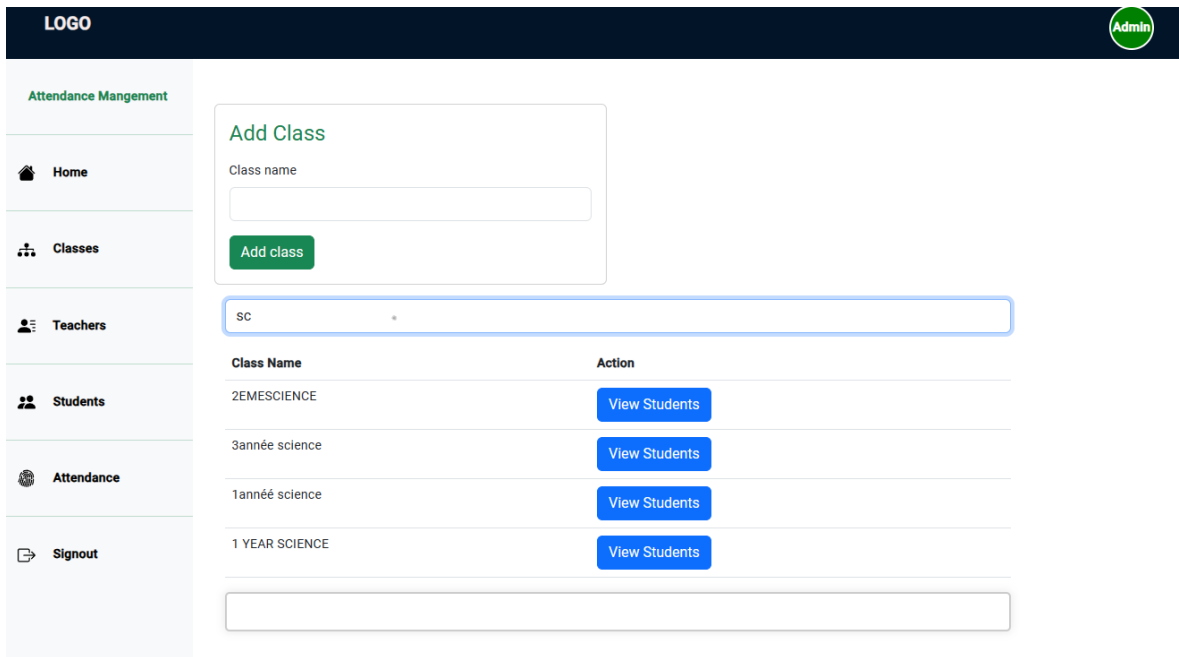 LOGO
Admin
Attendance Mangement
Home
Classes
Teachers
Students
Attendance
Signout
Add Class
Class name
Add class
sc
Class Name Action
2EMESCIENCE View Students
3année science View Students
1annéé science View Students
1 YEAR SCIENCE View Students